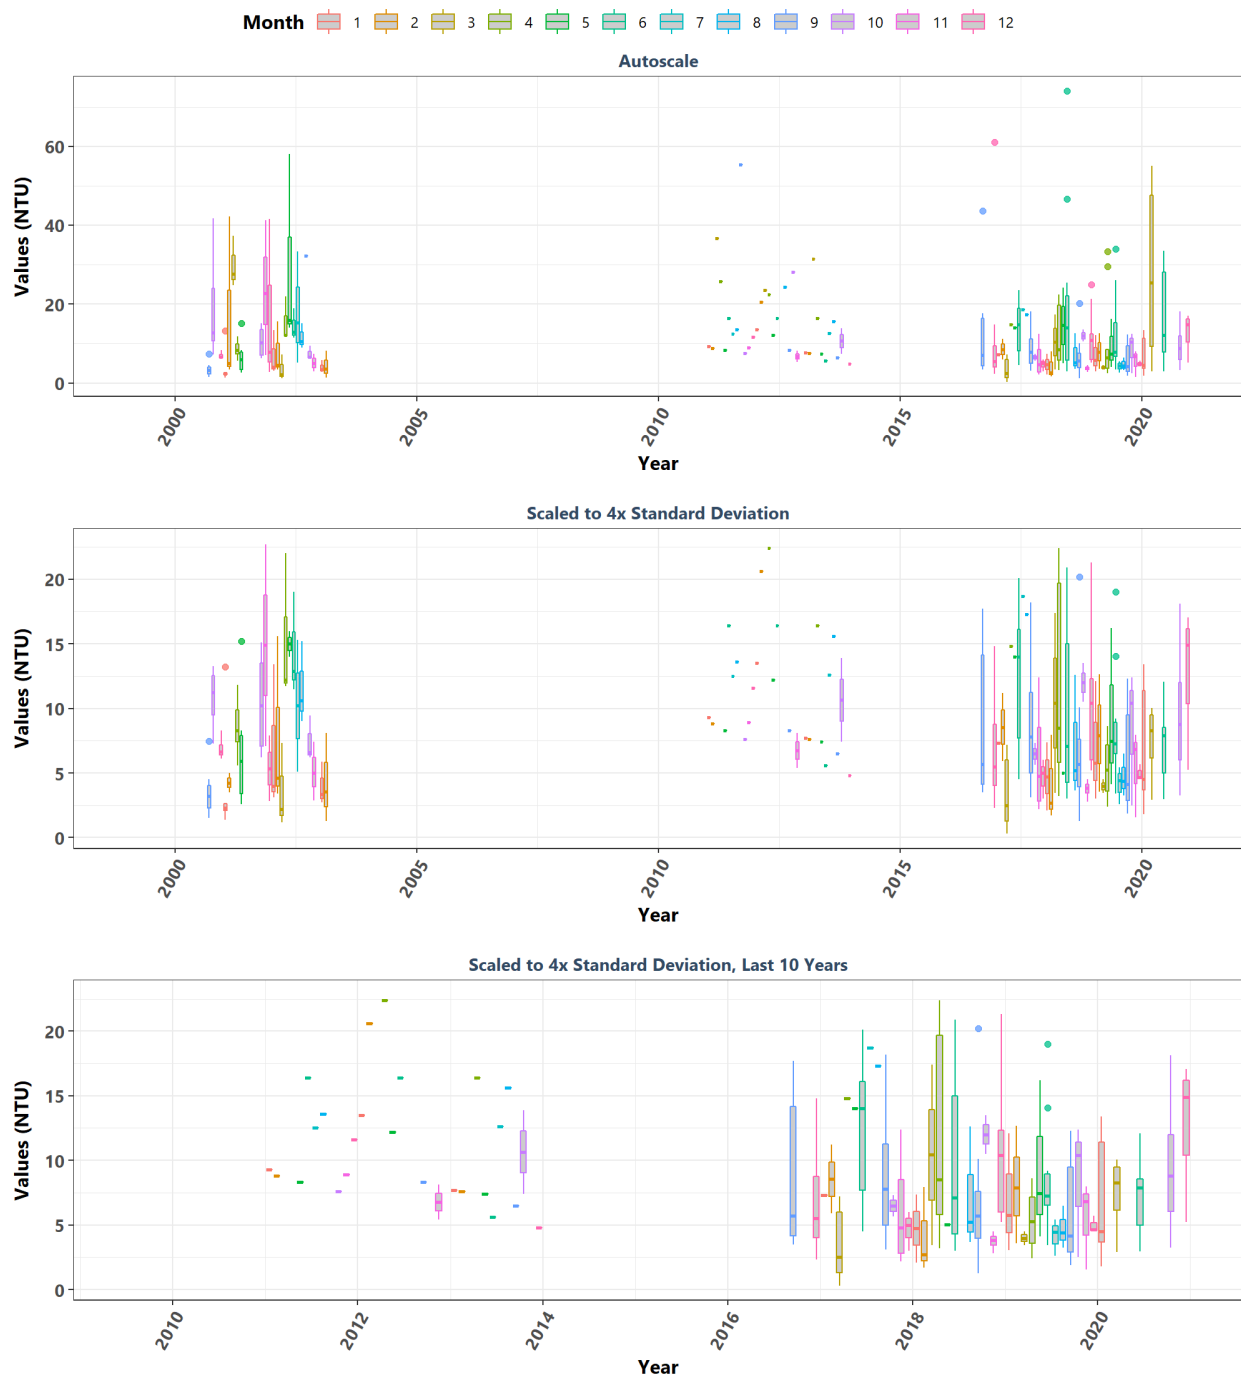 Month 1 2 3 4 5 6 7 8 9 10 11 12
Autoscale
Values (NTU)
60
40
20
0
2000 2005 2010 2015 2020
Year
Scaled to 4x Standard Deviation
Values (NTU)
20
15
10
5
0
2000 2005 2010 2015 2020
Year
Scaled to 4x Standard Deviation, Last 10 Years
Values (NTU)
20
15
10
5
0
2010 2012 2014 2016 2018 2020
Year